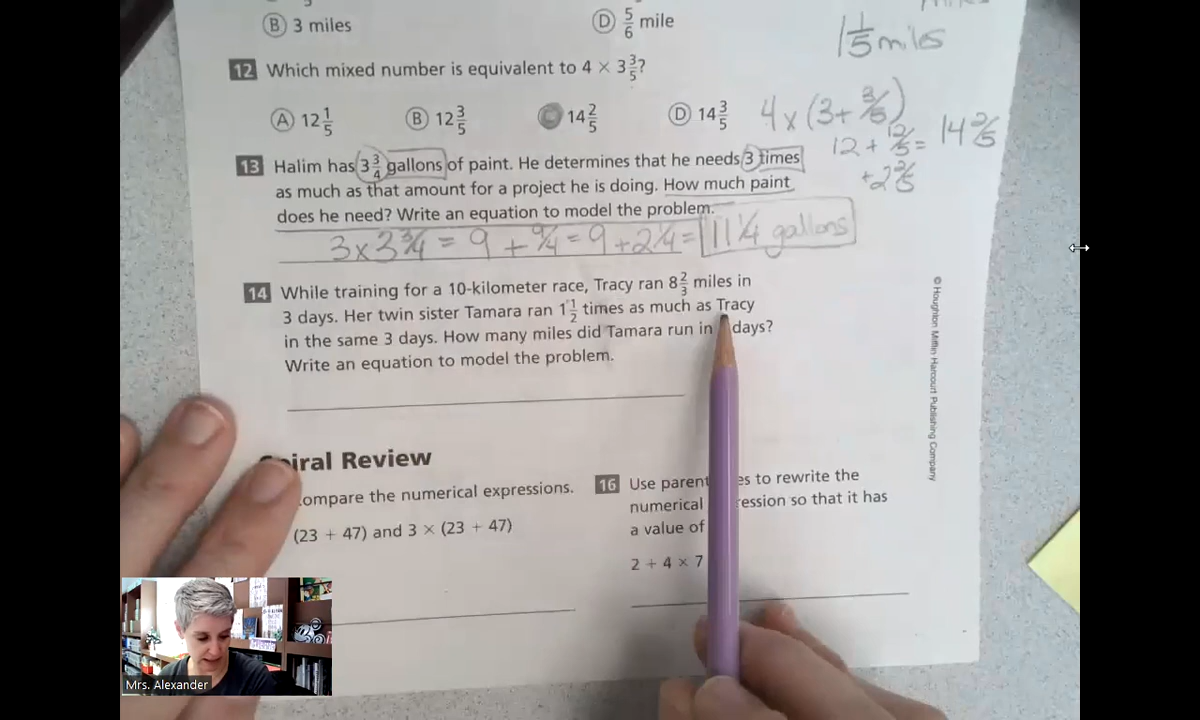 Ⓑ 3 miles
Ⓓ 5/6 mile
1 1/5 miles
12 Which mixed number is equivalent to 4 × 3 3/5?
Ⓐ 12 1/5
Ⓑ 12 3/5
14 2/5
Ⓓ 14 3/5
4 x (3 + 3/5)
12 + 12/5 = 14 2/5
+ 2 2/5
13 Halim has 3 3/4 gallons of paint. He determines that he needs 3 times
as much as that amount for a project he is doing. How much paint
does he need? Write an equation to model the problem.
3 x 3 3/4 = 9 + 9/4 = 9 + 2 1/4 = 11 1/4 gallons
14 While training for a 10-kilometer race, Tracy ran 8 2/3 miles in
3 days. Her twin sister Tamara ran 1 1/2 times as much as Tracy
in the same 3 days. How many miles did Tamara run in days?
Write an equation to model the problem.
© Houghton Mifflin Harcourt Publishing Company
Spiral Review
compare the numerical expressions.
(23 + 47) and 3 × (23 + 47)
16 Use to rewrite the
numerical so that it has
a value of
2 + 4 × 7
Mrs. Alexander